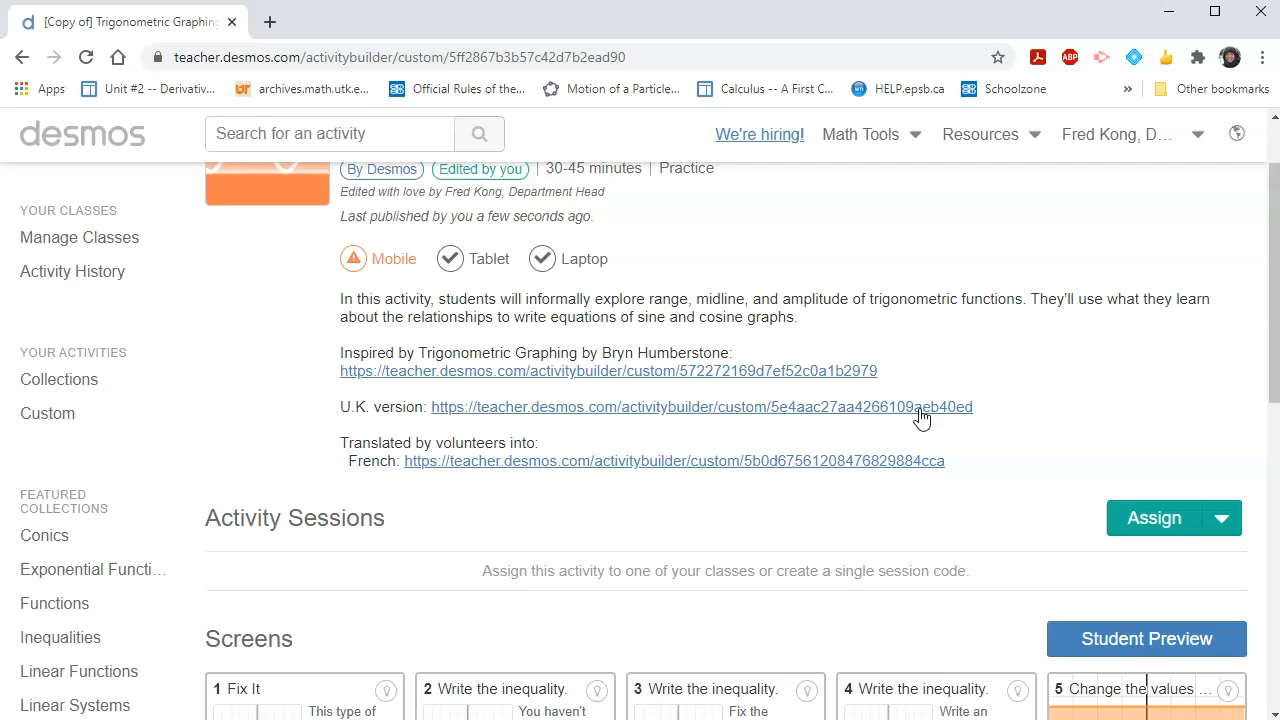 [Copy of] Trigonometric Graphing
teacher.desmos.com/activitybuilder/custom/5ff2867b3b57c42d7b2ead90
ABP
Apps
Unit #2 -- Derivativ...
archives.math.utk.e...
Official Rules of the...
Motion of a Particle...
Calculus -- A First C...
HELP.epsb.ca
Schoolzone
»
Other bookmarks
desmos
Search for an activity
We're hiring!
Math Tools
Resources
Fred Kong, D...
By Desmos Edited by you | 30-45 minutes | Practice
Edited with love by Fred Kong, Department Head
Last published by you a few seconds ago.
Mobile Tablet Laptop
In this activity, students will informally explore range, midline, and amplitude of trigonometric functions. They'll use what they learn
about the relationships to write equations of sine and cosine graphs.
Inspired by Trigonometric Graphing by Bryn Humberstone:
https://teacher.desmos.com/activitybuilder/custom/572272169d7ef52c0a1b2979
U.K. version: https://teacher.desmos.com/activitybuilder/custom/5e4aac27aa4266109aeb40ed
Translated by volunteers into:
French: https://teacher.desmos.com/activitybuilder/custom/5b0d67561208476829884cca
YOUR CLASSES
Manage Classes
Activity History
YOUR ACTIVITIES
Collections
Custom
FEATURED
COLLECTIONS
Conics
Exponential Functi...
Functions
Inequalities
Linear Functions
Linear Systems
Activity Sessions
Assign
Assign this activity to one of your classes or create a single session code.
Screens
Student Preview
1 Fix It
This type of
2 Write the inequality.
You haven't
3 Write the inequality.
Fix the
4 Write the inequality.
Write an
5 Change the values ...